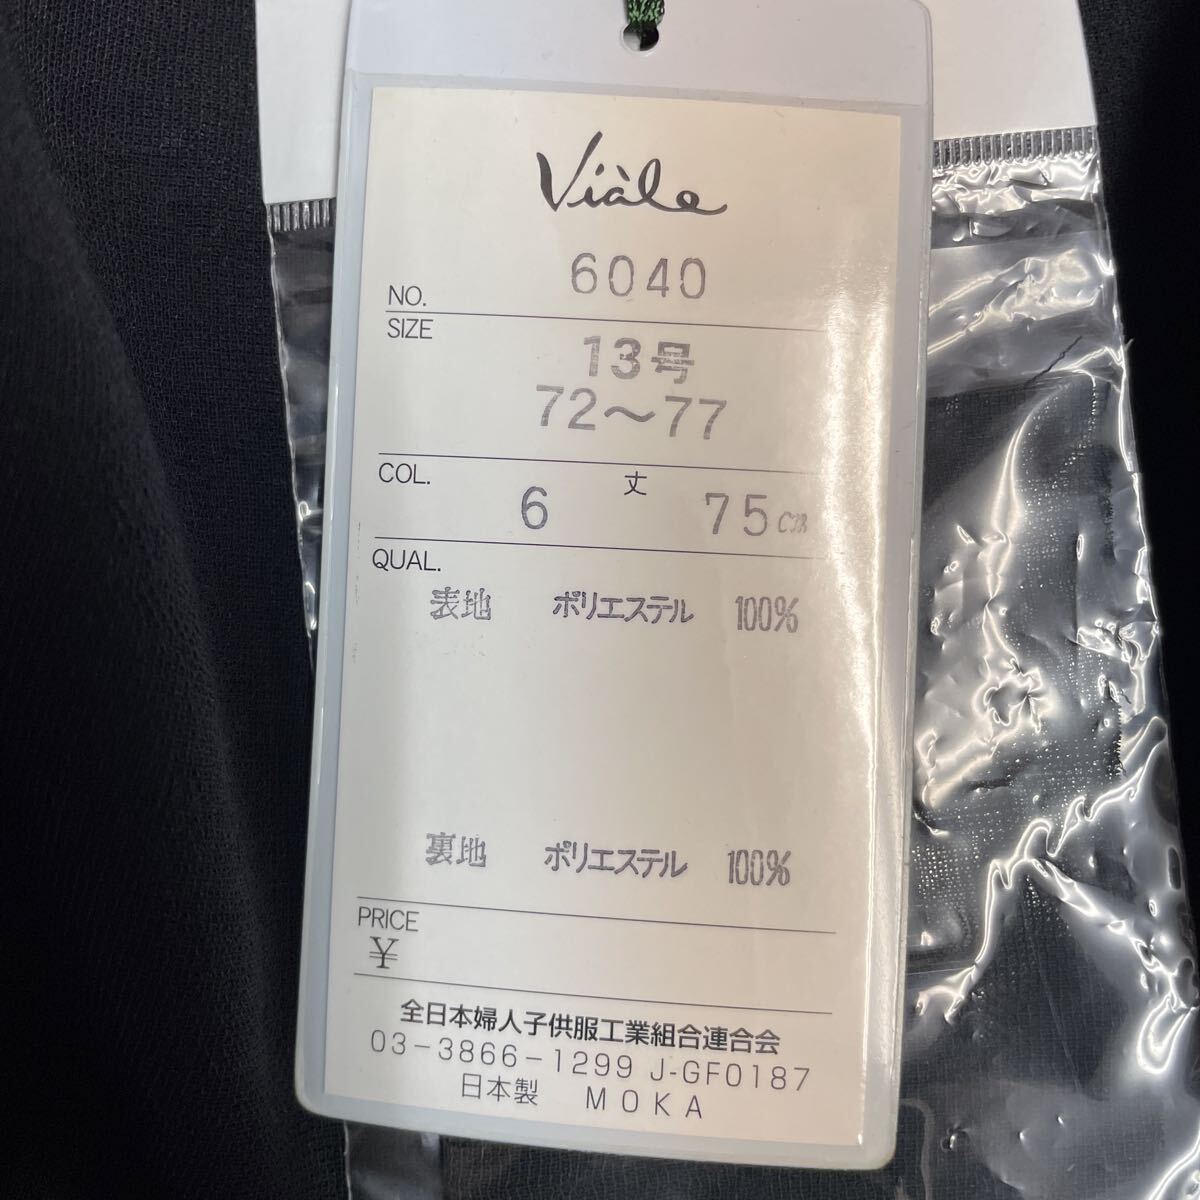 Viàle
NO. 6040
SIZE 13号
72〜77
COL. 6 丈 75cm
QUAL.
表地 ポリエステル 100%
裏地 ポリエステル 100%
PRICE
¥
全日本婦人子供服工業組合連合会
03-3866-1299 J-GF0187
日本製 MOKA